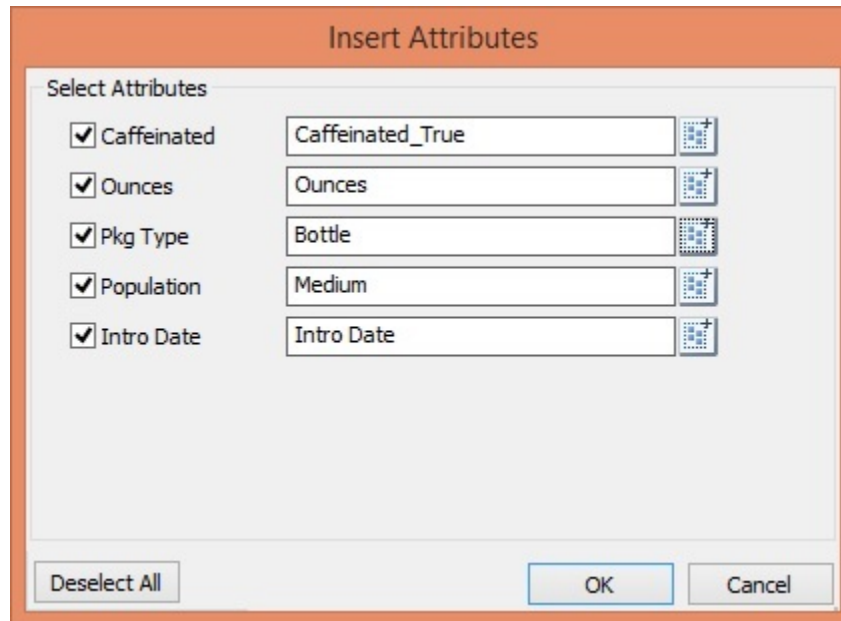 Insert Attributes
Select Attributes
Caffeinated Caffeinated_True
Ounces Ounces
Pkg Type Bottle
Population Medium
Intro Date Intro Date
Deselect All OK Cancel